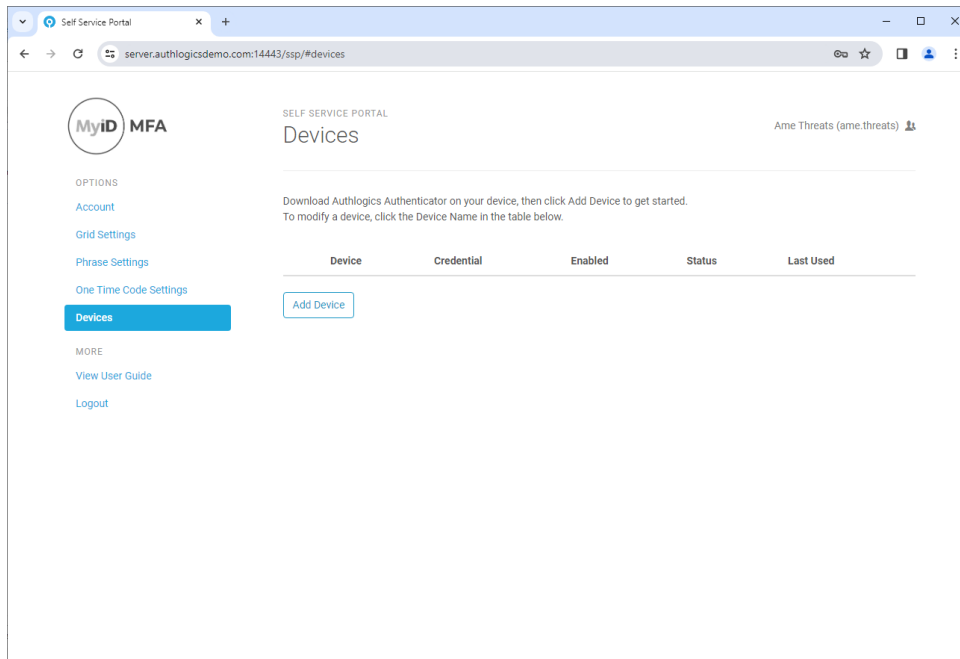 Self Service Portal
server.authlogicsdemo.com:14443/ssp/#devices
MyiD MFA
SELF SERVICE PORTAL
Devices
Ame Threats (ame.threats)
OPTIONS
Account
Grid Settings
Phrase Settings
One Time Code Settings
Devices
MORE
View User Guide
Logout
Download Authlogics Authenticator on your device, then click Add Device to get started.
To modify a device, click the Device Name in the table below.
Device Credential Enabled Status Last Used
Add Device